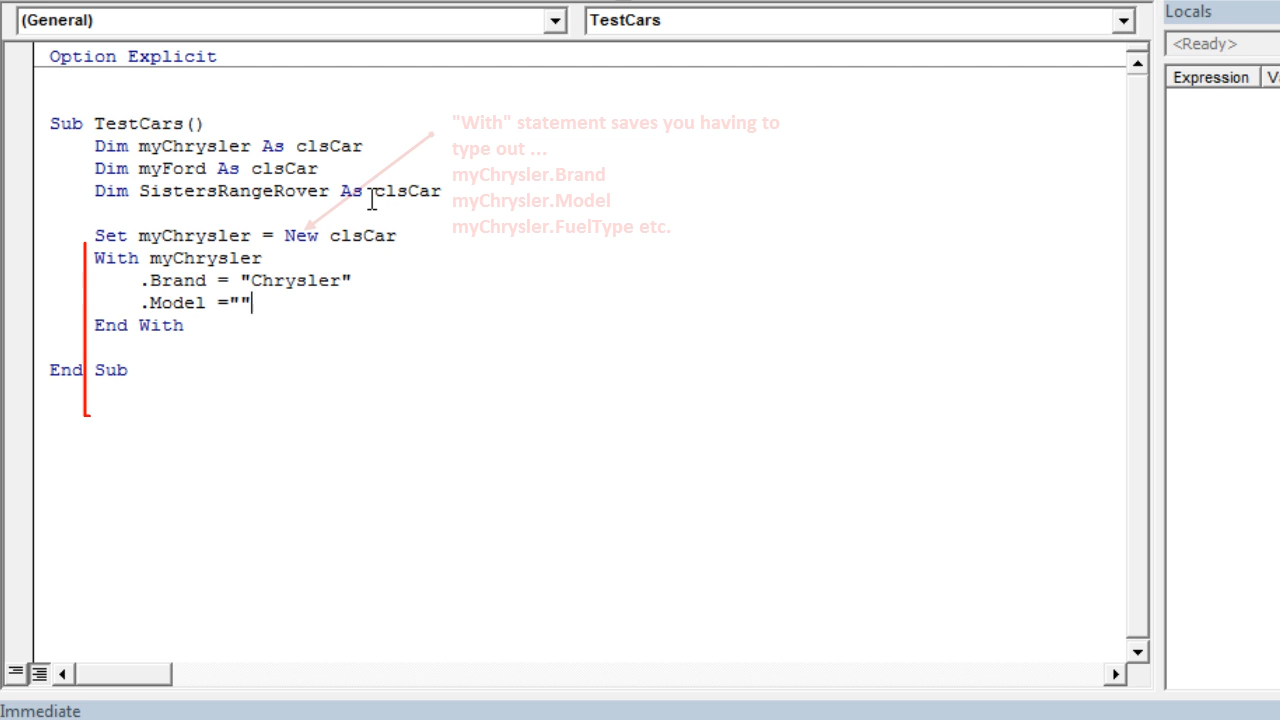 (General)
TestCars
Locals
<Ready>
Expression
Option Explicit
Sub TestCars()
Dim myChrysler As clsCar
Dim myFord As clsCar
Dim SistersRangeRover As clsCar
"With" statement saves you having to
type out ...
myChrysler.Brand
myChrysler.Model
myChrysler.FuelType etc.
Set myChrysler = New clsCar
With myChrysler
.Brand = "Chrysler"
.Model =""
End With
End Sub
Immediate